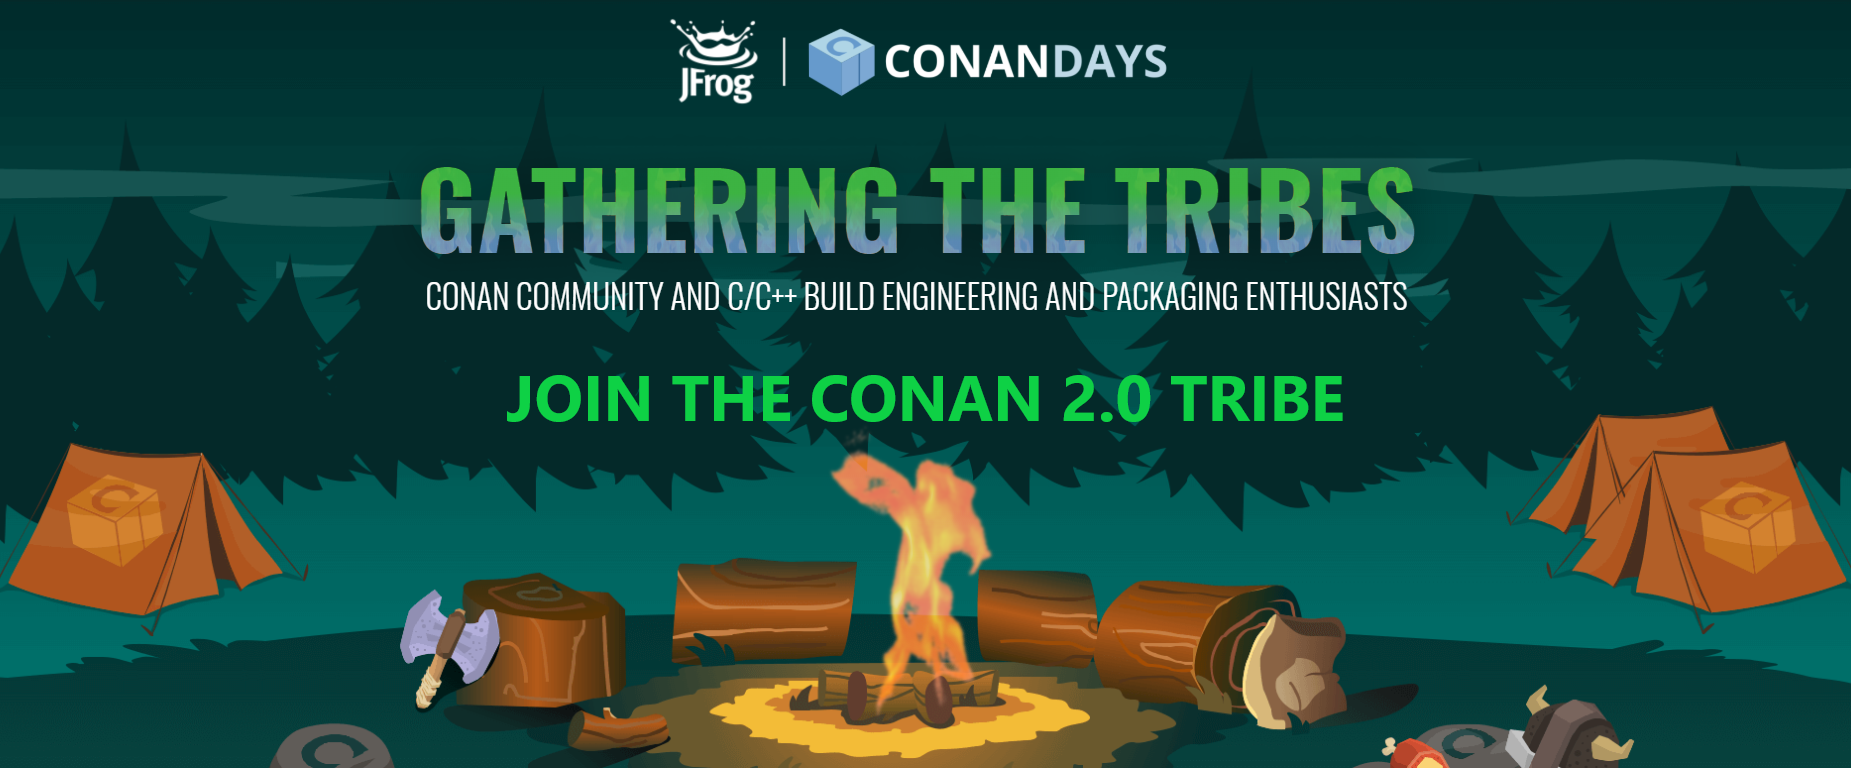 JFrog | CONANDAYS
GATHERING THE TRIBES
CONAN COMMUNITY AND C/C++ BUILD ENGINEERING AND PACKAGING ENTHUSIASTS
JOIN THE CONAN 2.0 TRIBE